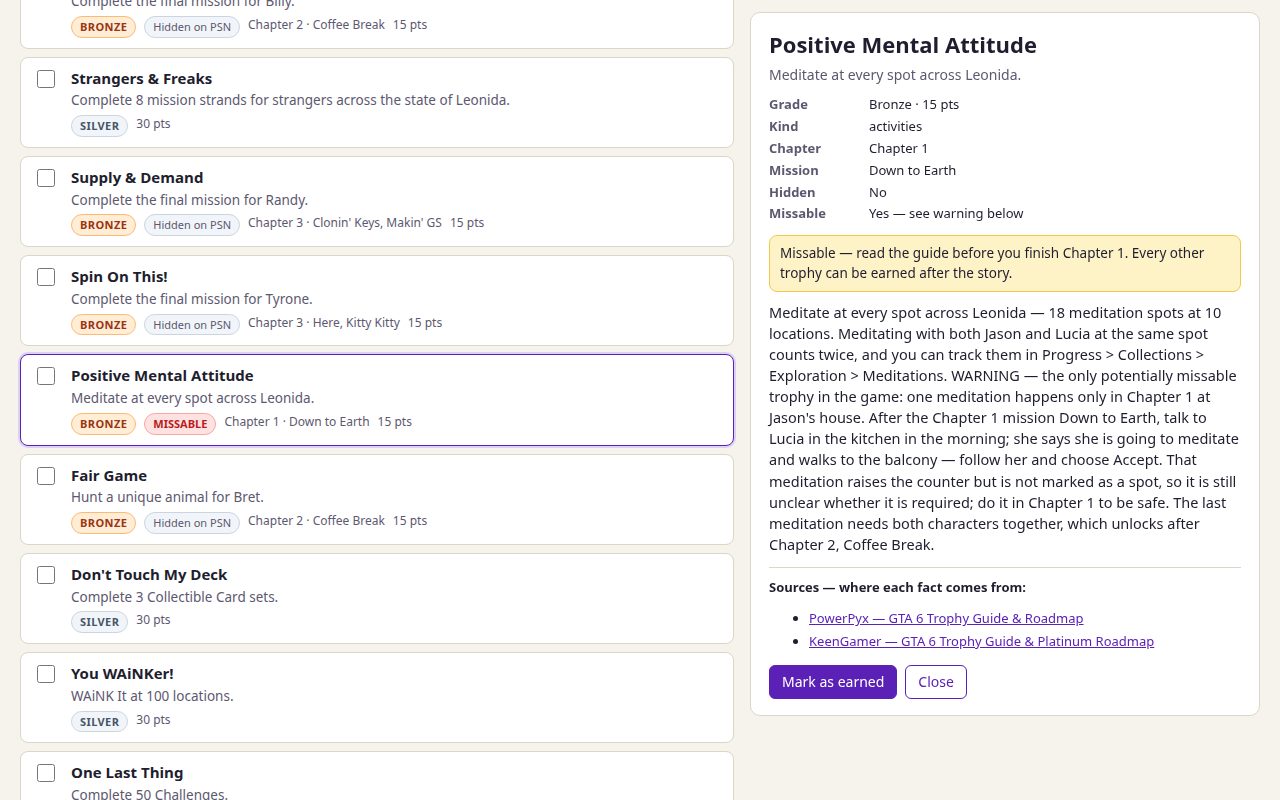 Complete the final mission for Billy.
BRONZE Hidden on PSN Chapter 2 · Coffee Break 15 pts
Strangers & Freaks
Complete 8 mission strands for strangers across the state of Leonida.
SILVER 30 pts
Supply & Demand
Complete the final mission for Randy.
BRONZE Hidden on PSN Chapter 3 · Clonin' Keys, Makin' GS 15 pts
Spin On This!
Complete the final mission for Tyrone.
BRONZE Hidden on PSN Chapter 3 · Here, Kitty Kitty 15 pts
Positive Mental Attitude
Meditate at every spot across Leonida.
BRONZE MISSABLE Chapter 1 · Down to Earth 15 pts
Fair Game
Hunt a unique animal for Bret.
BRONZE Hidden on PSN Chapter 2 · Coffee Break 15 pts
Don't Touch My Deck
Complete 3 Collectible Card sets.
SILVER 30 pts
You WAiNKer!
WAiNK It at 100 locations.
SILVER 30 pts
One Last Thing
Complete 50 Challenges.
Positive Mental Attitude
Meditate at every spot across Leonida.
Grade Bronze · 15 pts
Kind activities
Chapter Chapter 1
Mission Down to Earth
Hidden No
Missable Yes — see warning below
Missable — read the guide before you finish Chapter 1. Every other
trophy can be earned after the story.
Meditate at every spot across Leonida — 18 meditation spots at 10
locations. Meditating with both Jason and Lucia at the same spot
counts twice, and you can track them in Progress > Collections >
Exploration > Meditations. WARNING — the only potentially missable
trophy in the game: one meditation happens only in Chapter 1 at
Jason's house. After the Chapter 1 mission Down to Earth, talk to
Lucia in the kitchen in the morning; she says she is going to meditate
and walks to the balcony — follow her and choose Accept. That
meditation raises the counter but is not marked as a spot, so it is still
unclear whether it is required; do it in Chapter 1 to be safe. The last
meditation needs both characters together, which unlocks after
Chapter 2, Coffee Break.
Sources — where each fact comes from:
• PowerPyx — GTA 6 Trophy Guide & Roadmap
• KeenGamer — GTA 6 Trophy Guide & Platinum Roadmap
Mark as earned Close